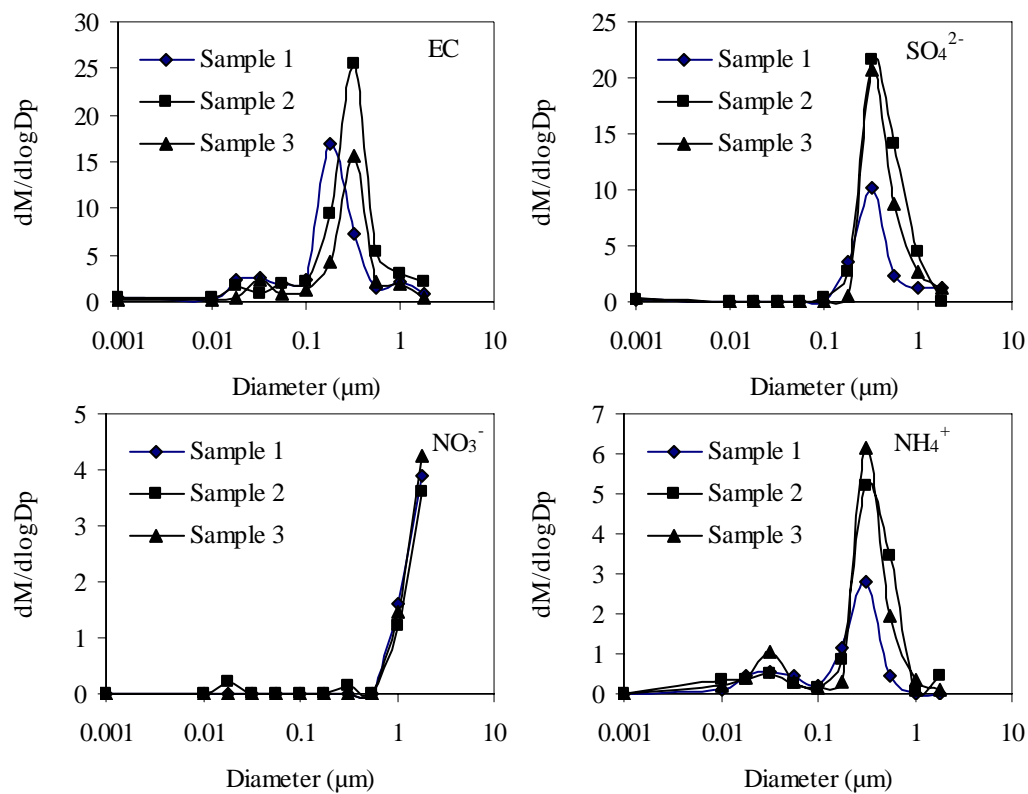 30
25
20
15
10
5
0
0.001 0.01 0.1 1 10
dM/dlogDp
Diameter (µm)
EC
Sample 1
Sample 2
Sample 3
25
20
15
10
5
0
0.001 0.01 0.1 1 10
dM/dlogDp
Diameter (µm)
SO₄²⁻
Sample 1
Sample 2
Sample 3
5
4
3
2
1
0
0.001 0.01 0.1 1 10
dM/dlogDp
Diameter (µm)
NO₃⁻
Sample 1
Sample 2
Sample 3
7
6
5
4
3
2
1
0
0.001 0.01 0.1 1 10
dM/dlogDp
Diameter (µm)
NH₄⁺
Sample 1
Sample 2
Sample 3